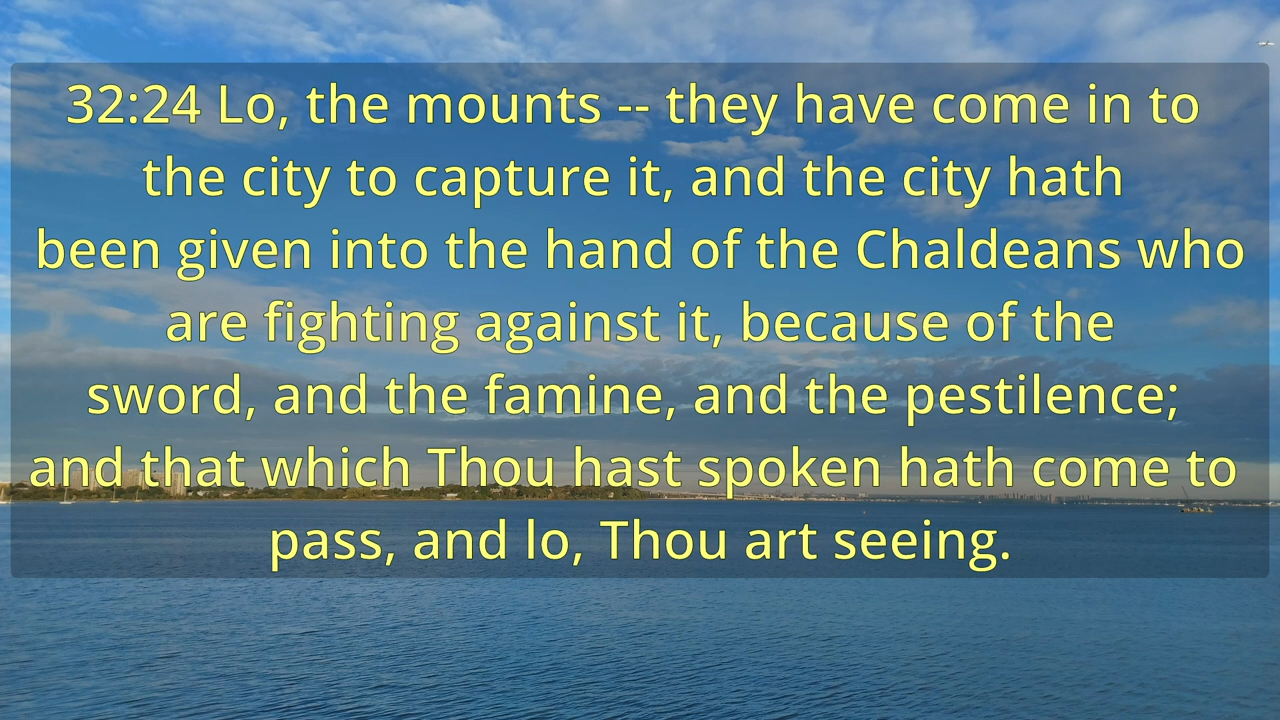 32:24 Lo, the mounts -- they have come in to
the city to capture it, and the city hath
been given into the hand of the Chaldeans who
are fighting against it, because of the
sword, and the famine, and the pestilence;
and that which Thou hast spoken hath come to
pass, and lo, Thou art seeing.